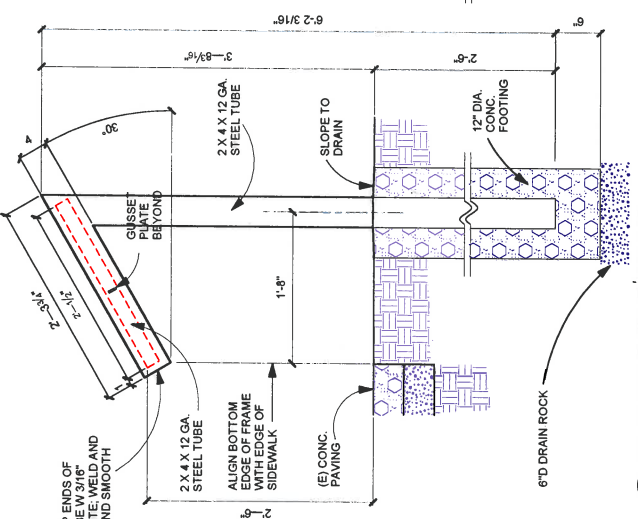 6'-2 3/16"
6"
3'—8 3/16"
2'-6"
4
30°
2 X 4 X 12 GA.
STEEL TUBE
SLOPE TO
DRAIN
12" DIA.
CONC.
FOOTING
GUSSET
PLATE
BEYOND
2'—3 3/4"
2'-1/2"
1'-8"
P ENDS OF
BE W 3/16"
TE; WELD AND
ND SMOOTH
2 X 4 X 12 GA.
STEEL TUBE
ALIGN BOTTOM
EDGE OF FRAME
WITH EDGE OF
SIDEWALK
(E) CONC.
PAVING
6"D DRAIN ROCK
2'—6"